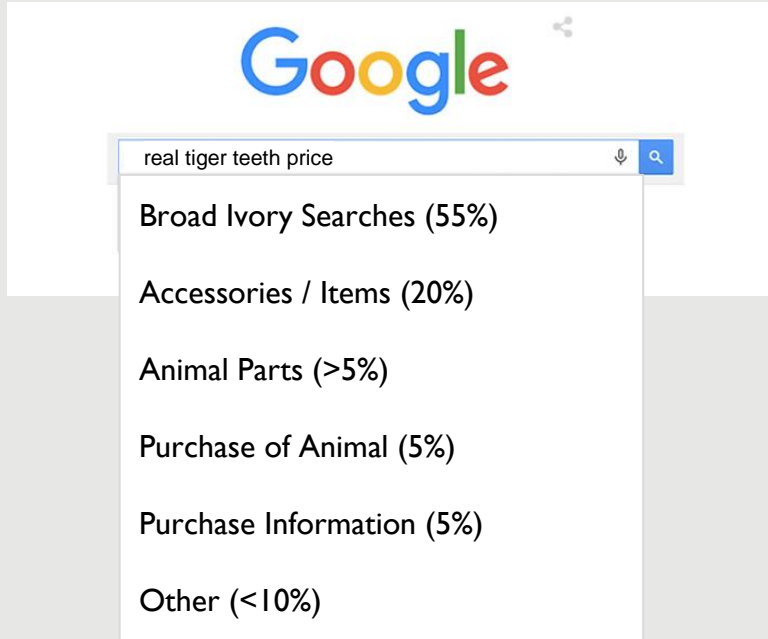 Google
real tiger teeth price
Broad Ivory Searches (55%)
Accessories / Items (20%)
Animal Parts (>5%)
Purchase of Animal (5%)
Purchase Information (5%)
Other (<10%)